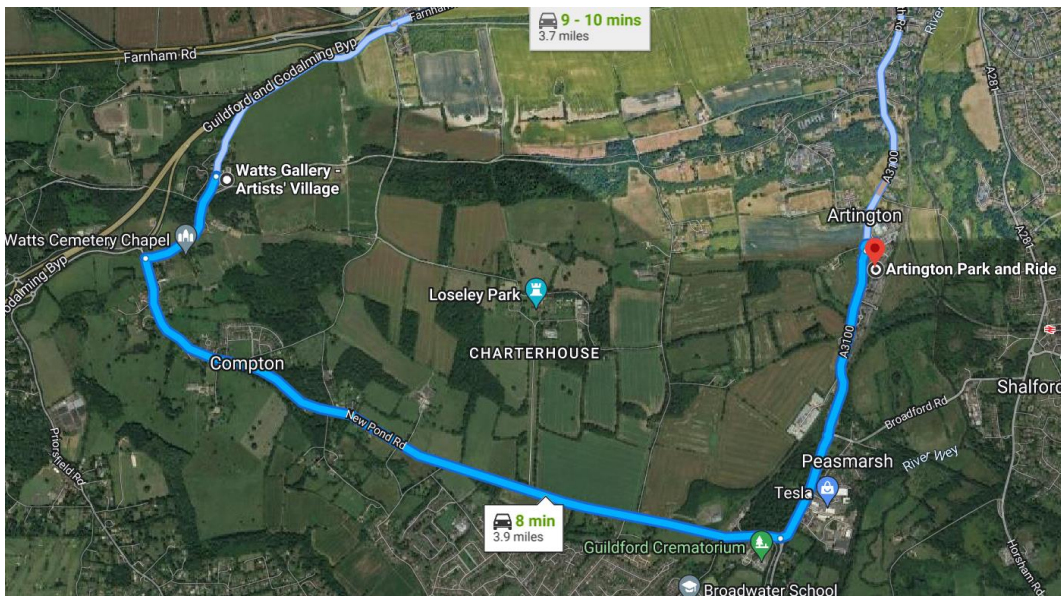 Farnham
9 - 10 mins
3.7 miles
Farnham Rd
Guildford and Godalming Byp
A281
A3100
Watts Gallery -
Artists' Village
Artington
Watts Cemetery Chapel
Artington Park and Ride
A281
Godalming Byp
Loseley Park
CHARTERHOUSE
A3100
Compton
Shalford
New Pond Rd
Broadford Rd
Priorsfield Rd
Peasmarsh
River Wey
Tesla
8 min
3.9 miles
Guildford Crematorium
Horsham Rd
Broadwater School